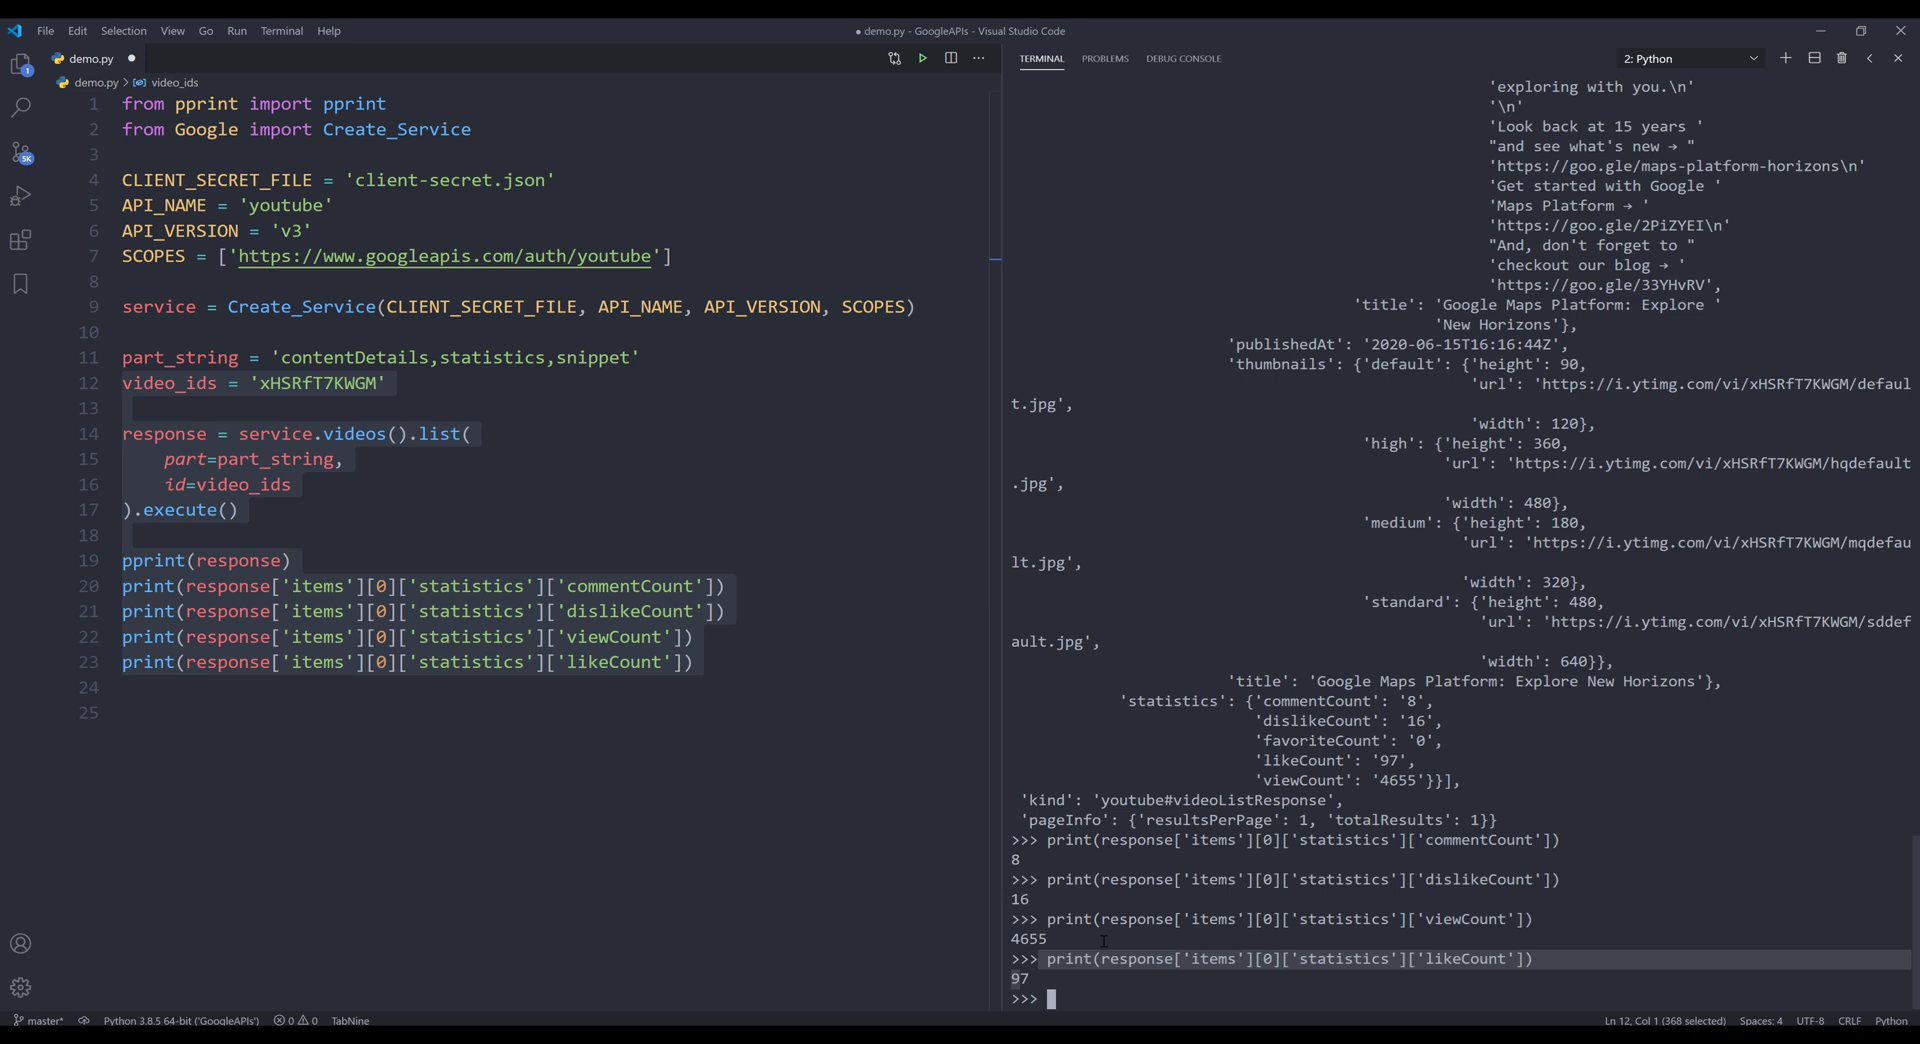 File Edit Selection View Go Run Terminal Help
● demo.py - GoogleAPIs - Visual Studio Code
demo.py
demo.py > video_ids
1
5K
1 from pprint import pprint
2 from Google import Create_Service
3
4 CLIENT_SECRET_FILE = 'client-secret.json'
5 API_NAME = 'youtube'
6 API_VERSION = 'v3'
7 SCOPES = ['https://www.googleapis.com/auth/youtube']
8
9 service = Create_Service(CLIENT_SECRET_FILE, API_NAME, API_VERSION, SCOPES)
10
11 part_string = 'contentDetails,statistics,snippet'
12 video_ids = 'xHSRfT7KWGM'
13
14 response = service.videos().list(
15     part=part_string,
16     id=video_ids
17 ).execute()
18
19 pprint(response)
20 print(response['items'][0]['statistics']['commentCount'])
21 print(response['items'][0]['statistics']['dislikeCount'])
22 print(response['items'][0]['statistics']['viewCount'])
23 print(response['items'][0]['statistics']['likeCount'])
24
25
TERMINAL PROBLEMS DEBUG CONSOLE
2: Python
'exploring with you.\n'
'\n'
'Look back at 15 years '
"and see what's new → "
'https://goo.gle/maps-platform-horizons\n'
'Get started with Google '
'Maps Platform → '
'https://goo.gle/2PiZYEI\n'
"And, don't forget to "
'checkout our blog → '
'https://goo.gle/33YHvRV',
'title': 'Google Maps Platform: Explore '
'New Horizons'},
'publishedAt': '2020-06-15T16:16:44Z',
'thumbnails': {'default': {'height': 90,
'url': 'https://i.ytimg.com/vi/xHSRfT7KWGM/defaul
t.jpg',
'width': 120},
'high': {'height': 360,
'url': 'https://i.ytimg.com/vi/xHSRfT7KWGM/hqdefault
.jpg',
'width': 480},
'medium': {'height': 180,
'url': 'https://i.ytimg.com/vi/xHSRfT7KWGM/mqdefau
lt.jpg',
'width': 320},
'standard': {'height': 480,
'url': 'https://i.ytimg.com/vi/xHSRfT7KWGM/sddef
ault.jpg',
'width': 640}},
'title': 'Google Maps Platform: Explore New Horizons'},
'statistics': {'commentCount': '8',
'dislikeCount': '16',
'favoriteCount': '0',
'likeCount': '97',
'viewCount': '4655'}}],
'kind': 'youtube#videoListResponse',
'pageInfo': {'resultsPerPage': 1, 'totalResults': 1}}
>>> print(response['items'][0]['statistics']['commentCount'])
8
>>> print(response['items'][0]['statistics']['dislikeCount'])
16
>>> print(response['items'][0]['statistics']['viewCount'])
4655
>>> print(response['items'][0]['statistics']['likeCount'])
97
>>>
master* Python 3.8.5 64-bit ('GoogleAPIs') 0 0 TabNine
Ln 12, Col 1 (368 selected) Spaces: 4 UTF-8 CRLF Python